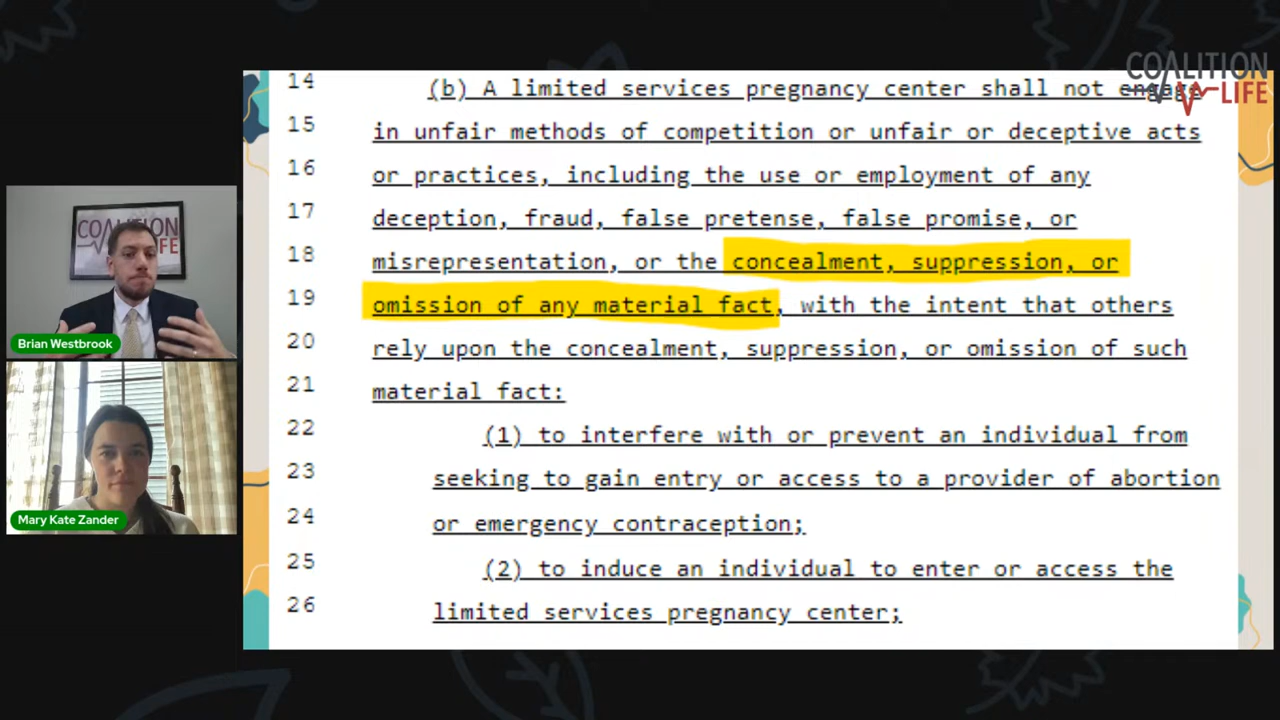 COALITION
LIFE
14 (b) A limited services pregnancy center shall not engage
15 in unfair methods of competition or unfair or deceptive acts
16 or practices, including the use or employment of any
17 deception, fraud, false pretense, false promise, or
18 misrepresentation, or the concealment, suppression, or
19 omission of any material fact, with the intent that others
20 rely upon the concealment, suppression, or omission of such
21 material fact:
22 (1) to interfere with or prevent an individual from
23 seeking to gain entry or access to a provider of abortion
24 or emergency contraception;
25 (2) to induce an individual to enter or access the
26 limited services pregnancy center;
COALITION
LIFE
Brian Westbrook
Mary Kate Zander